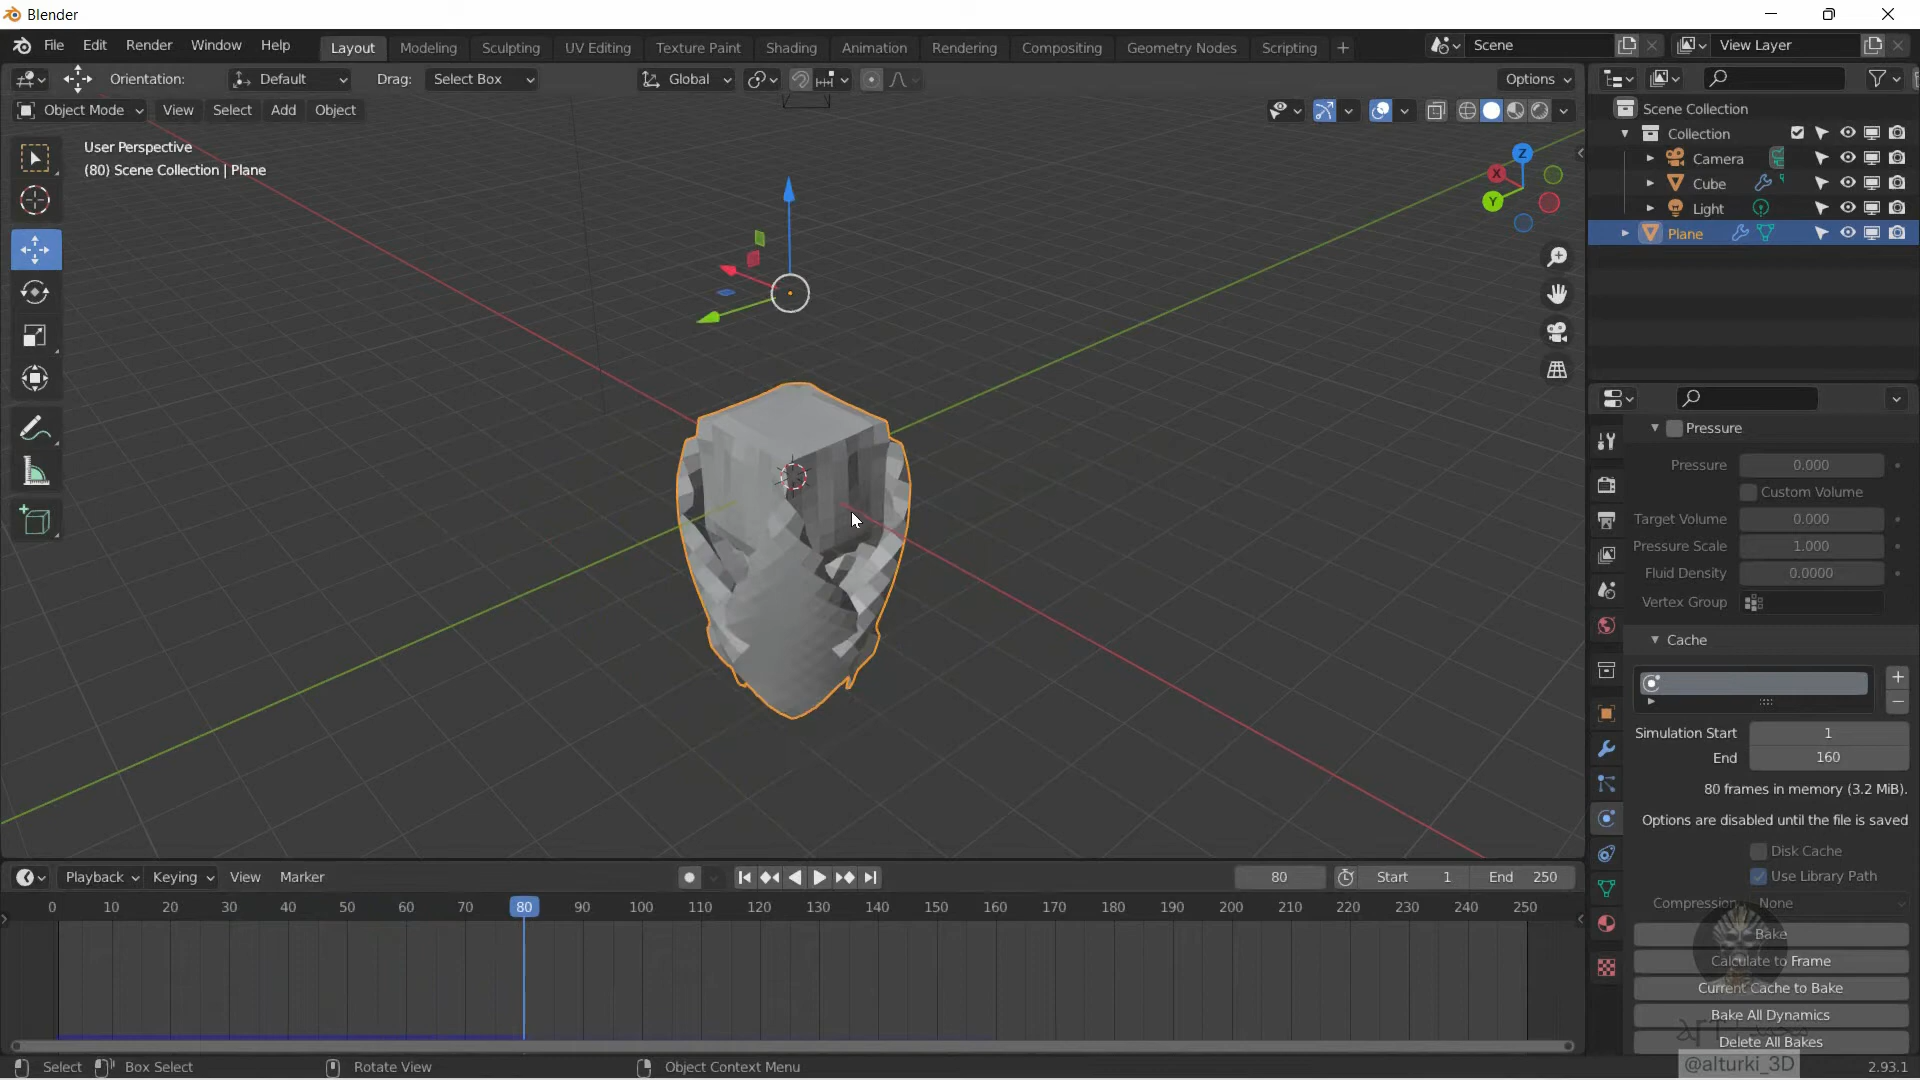 Blender
File Edit Render Window Help Layout Modeling Sculpting UV Editing Texture Paint Shading Animation Rendering Compositing Geometry Nodes Scripting + Scene View Layer
Orientation: Default Drag: Select Box Global Options
Object Mode View Select Add Object
Scene Collection
Collection
Camera
Cube
Light
Plane
User Perspective
(80) Scene Collection | Plane
Z
X
Y
Pressure
Pressure 0.000
Custom Volume
Target Volume 0.000
Pressure Scale 1.000
Fluid Density 0.0000
Vertex Group
Cache
Simulation Start 1
End 160
80 frames in memory (3.2 MiB).
Options are disabled until the file is saved
Disk Cache
Use Library Path
Compression None
Bake
Calculate to Frame
Current Cache to Bake
Bake All Dynamics
Delete All Bakes
@alturki_3D
Playback Keying View Marker 80 Start 1 End 250
0 10 20 30 40 50 60 70 80 90 100 110 120 130 140 150 160 170 180 190 200 210 220 230 240 250
Select Box Select Rotate View Object Context Menu 2.93.1